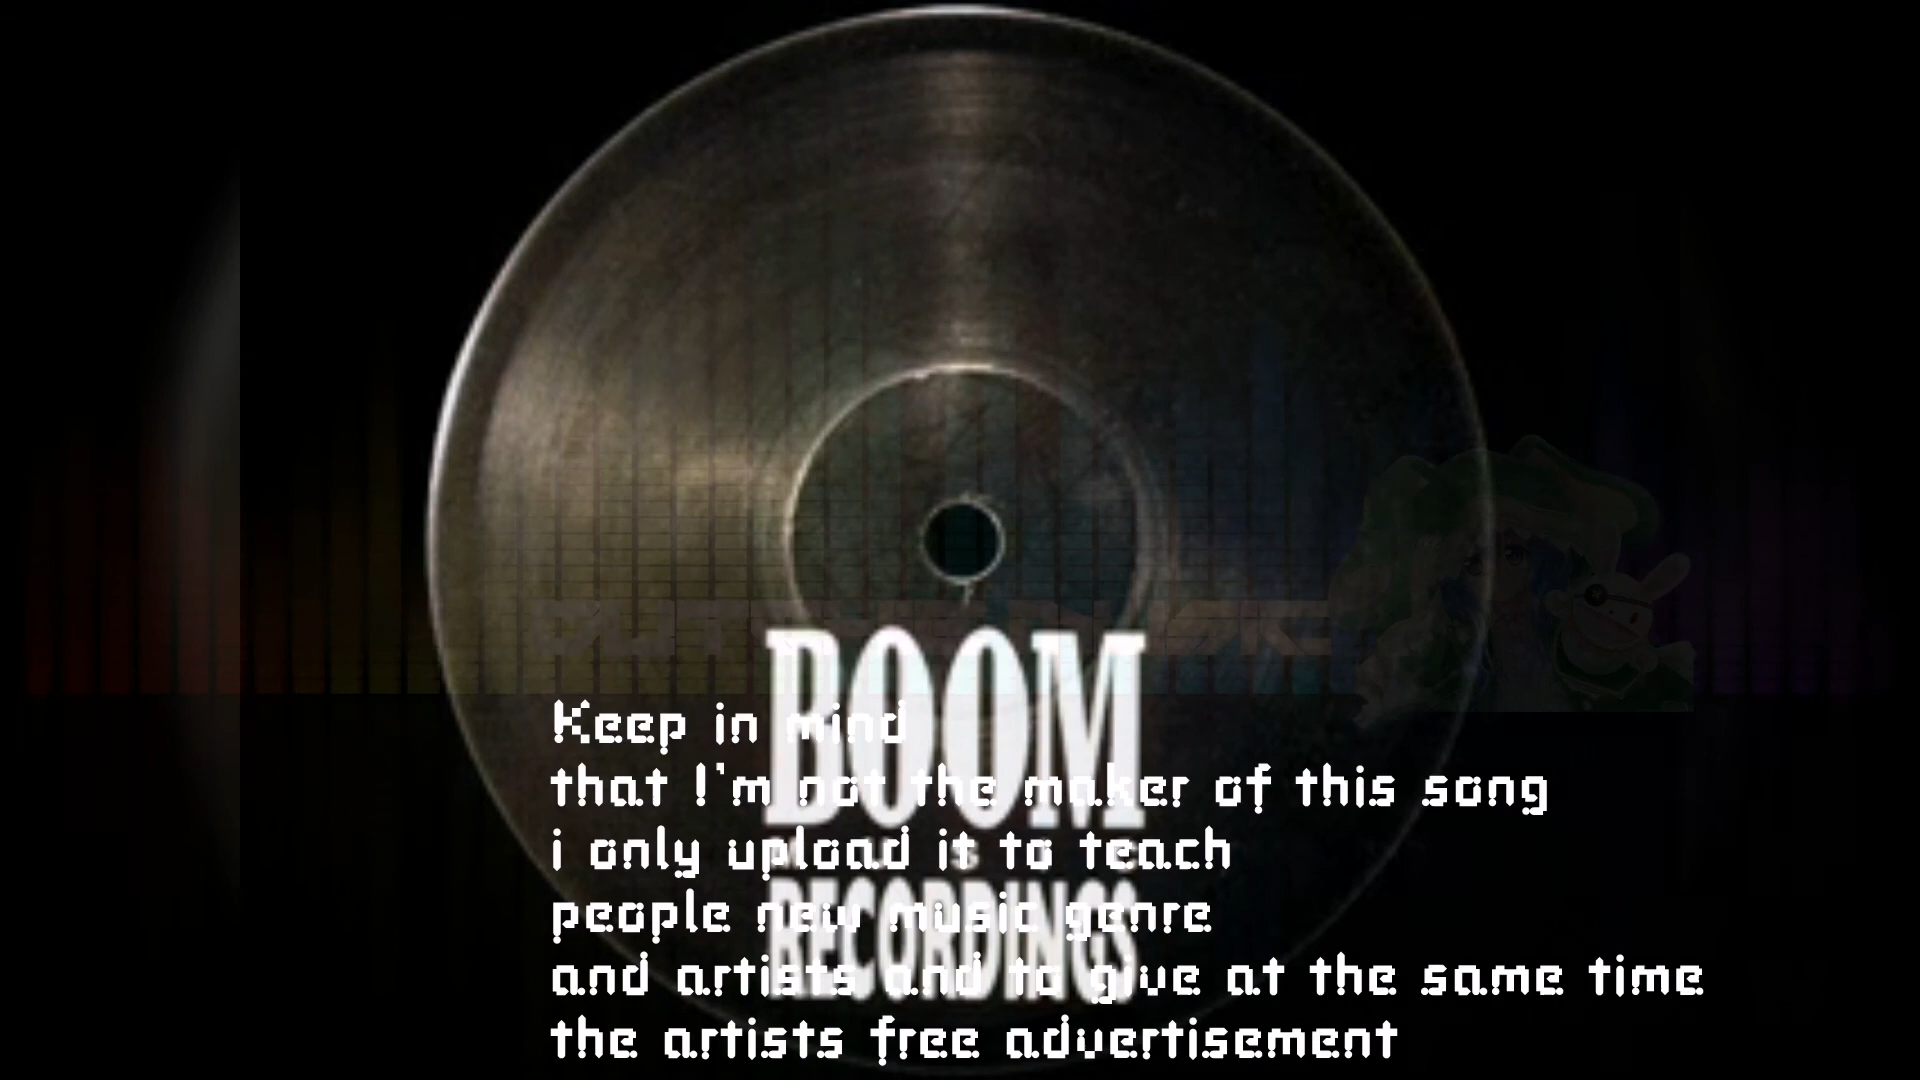 BOOM
RECORDINGS
Keep in mind
that I'm not the maker of this song
i only upload it to teach
people new music genre
and artists and to give at the same time
the artists free advertisement